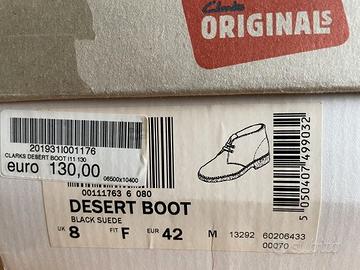 Clarks
ORIGINALS
201931I001176
CLARKS DESERT BOOT I11 130
euro 130,00
06500x10400
00111763 6 080
DESERT BOOT
BLACK SUEDE
UK 8 FIT F EUR 42 M 13292 60206433
00070
5 050407 499032